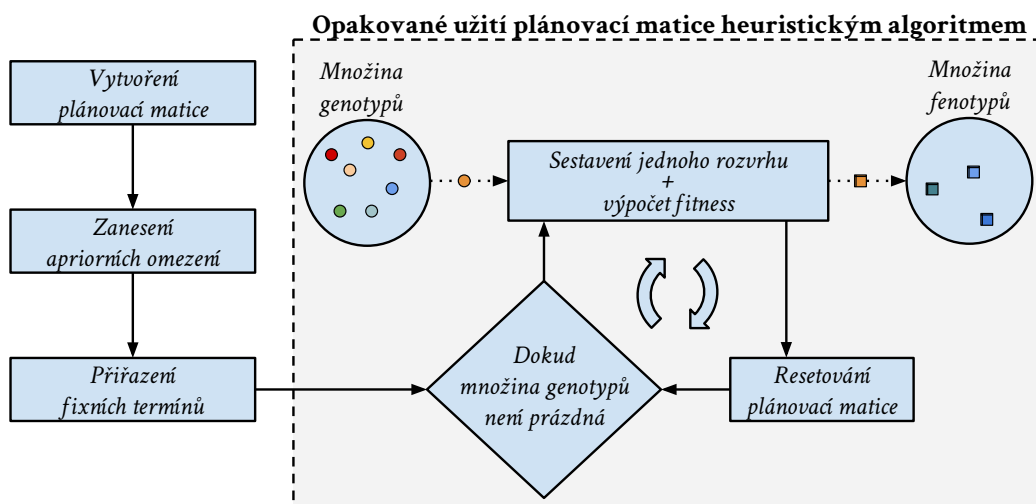 Opakované užití plánovací matice heuristickým algoritmem
Vytvoření
plánovací matice
Zanesení
apriorních omezení
Přiřazení
fixních termínů
Množina
genotypů
Sestavení jednoho rozvrhu
+
výpočet fitness
Množina
fenotypů
Dokud
množina genotypů
není prázdná
Resetování
plánovací matice